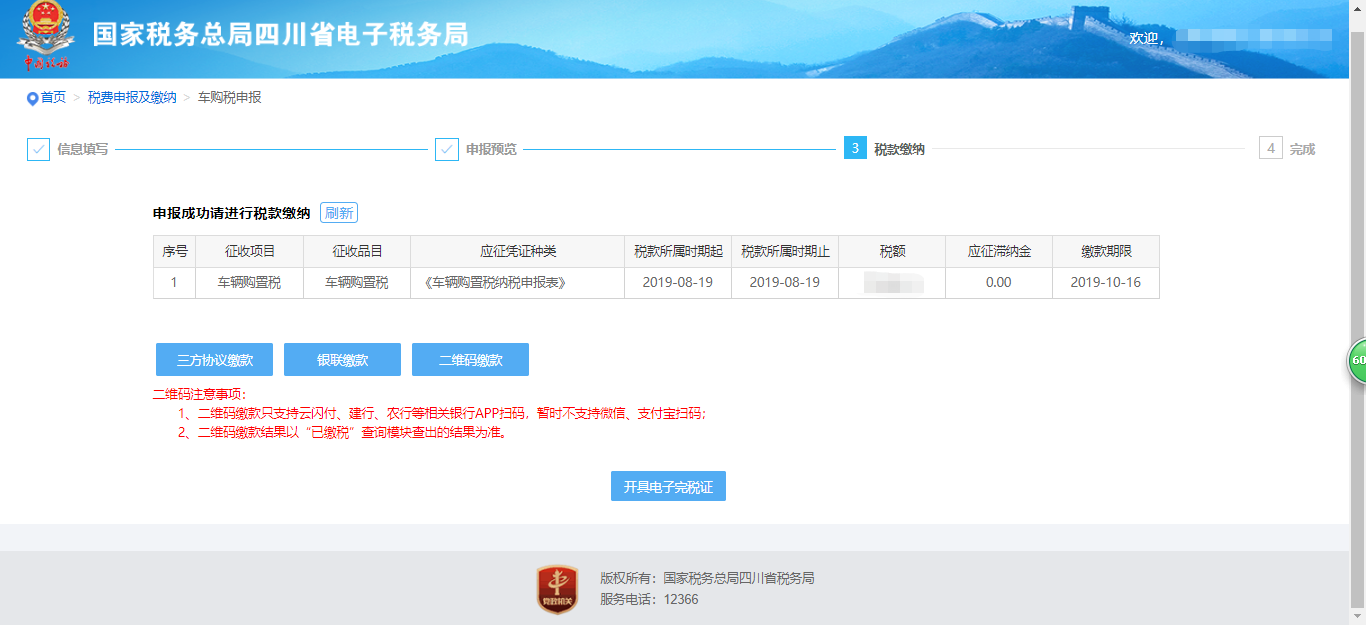 国家税务总局四川省电子税务局
中国税务
欢迎，
首页 > 税费申报及缴纳 > 车购税申报
信息填写 申报预览 3 税款缴纳 4 完成
申报成功请进行税款缴纳 刷新
序号 征收项目 征收品目 应征凭证种类 税款所属时期起 税款所属时期止 税额 应征滞纳金 缴款期限
1 车辆购置税 车辆购置税 《车辆购置税纳税申报表》 2019-08-19 2019-08-19 0.00 2019-10-16
60
三方协议缴款 银联缴款 二维码缴款
二维码注意事项：
1、二维码缴款只支持云闪付、建行、农行等相关银行APP扫码，暂时不支持微信、支付宝扫码；
2、二维码缴款结果以“已缴税”查询模块查出的结果为准。
开具电子完税证
党政机关
版权所有：国家税务总局四川省税务局
服务电话：12366